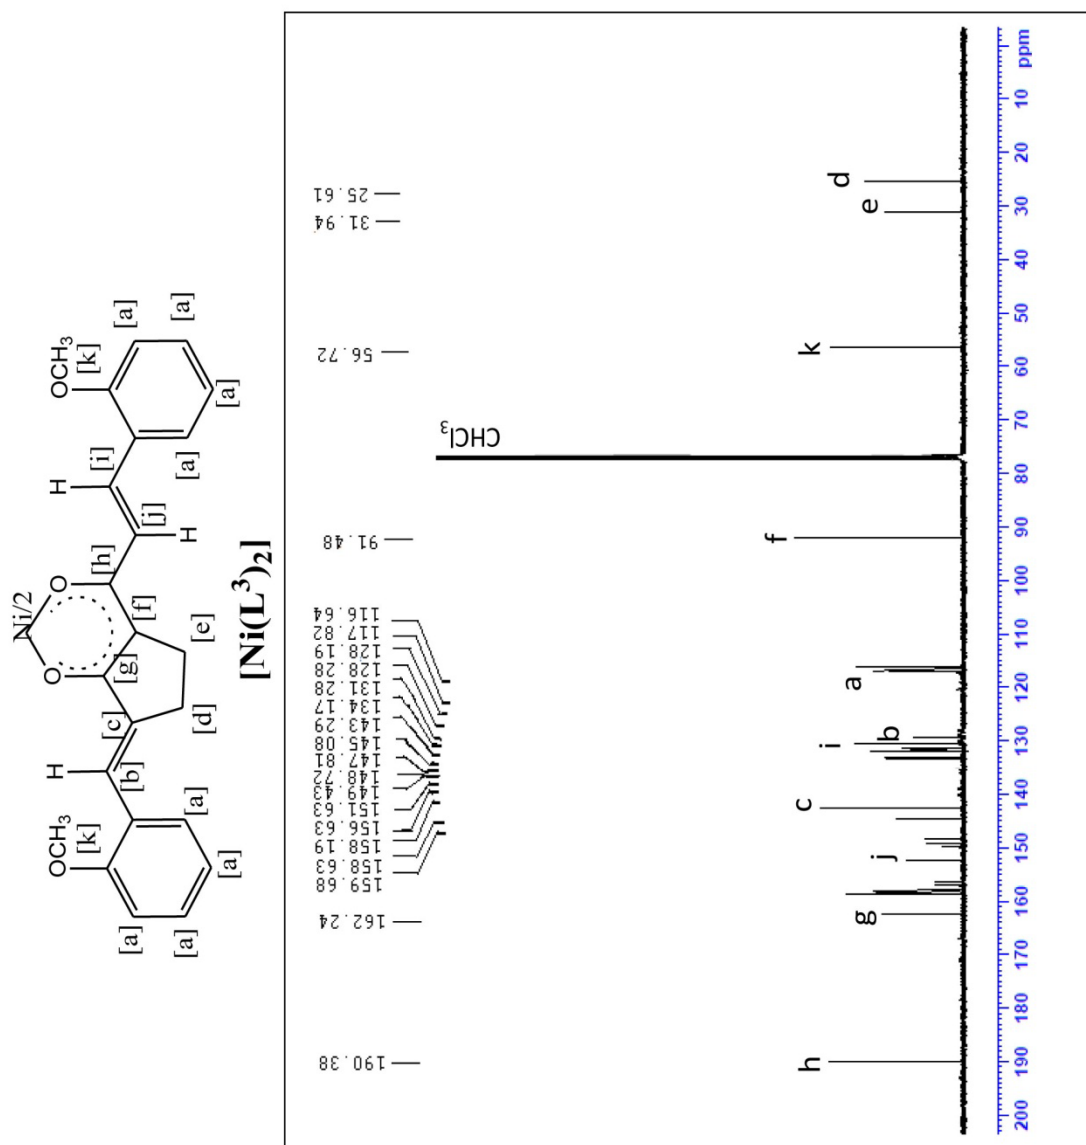 Ni/2
O
O
H
OCH3
[k]
[a]
[a]
[a]
[a]
[b]
[c]
[d]
[e]
[f]
[g]
[h]
[i]
[j]
H
H
OCH3
[k]
[a]
[a]
[a]
[a]
[Ni(L³)₂]
190.38
162.24
159.68
158.63
158.19
156.63
151.63
149.43
148.72
147.81
145.08
143.29
134.17
131.28
128.28
128.19
117.82
116.64
91.48
56.72
31.94
25.61
h
g
j
c
i
b
a
f
CHCl₃
k
e
d
200 190 180 170 160 150 140 130 120 110 100 90 80 70 60 50 40 30 20 10 ppm